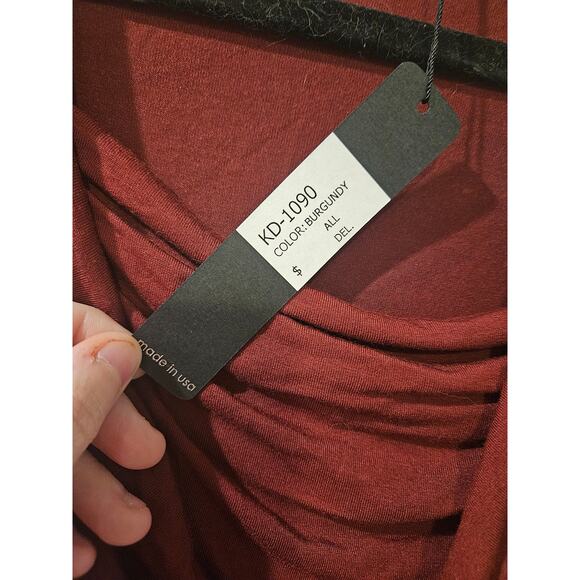 KD-1090
COLOR: BURGUNDY
ALL
DEL.
$
made in usa